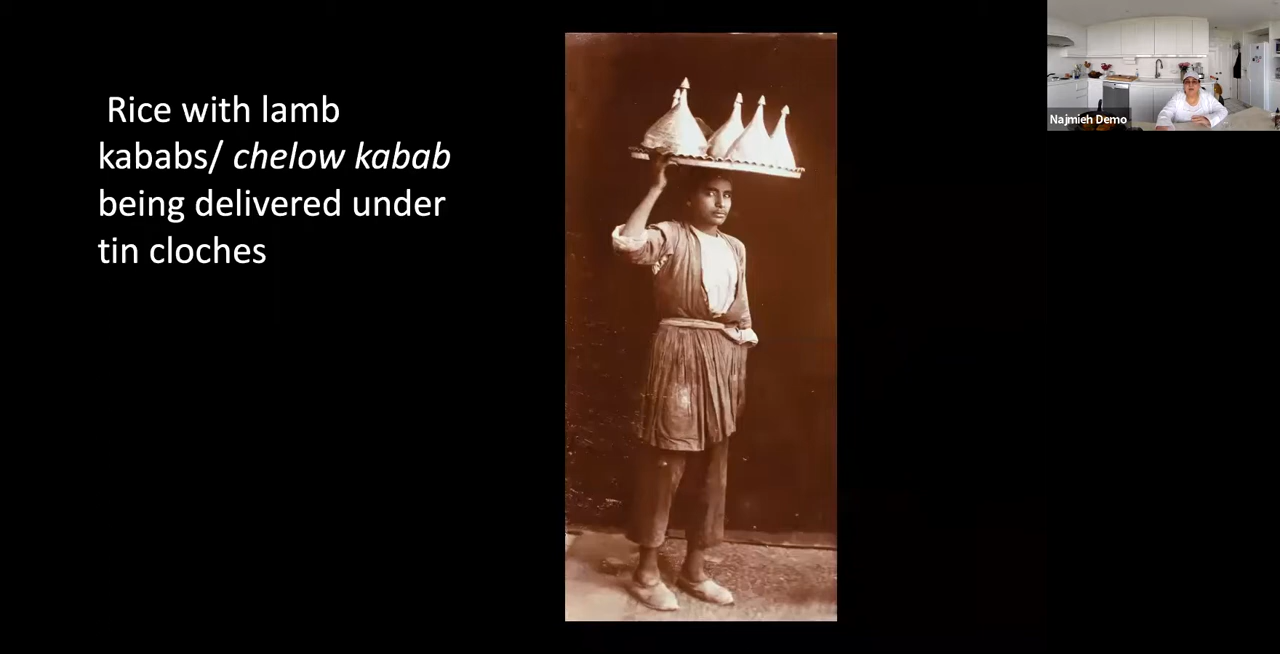 Rice with lamb
kababs/ chelow kabab
being delivered under
tin cloches
Najmieh Demo